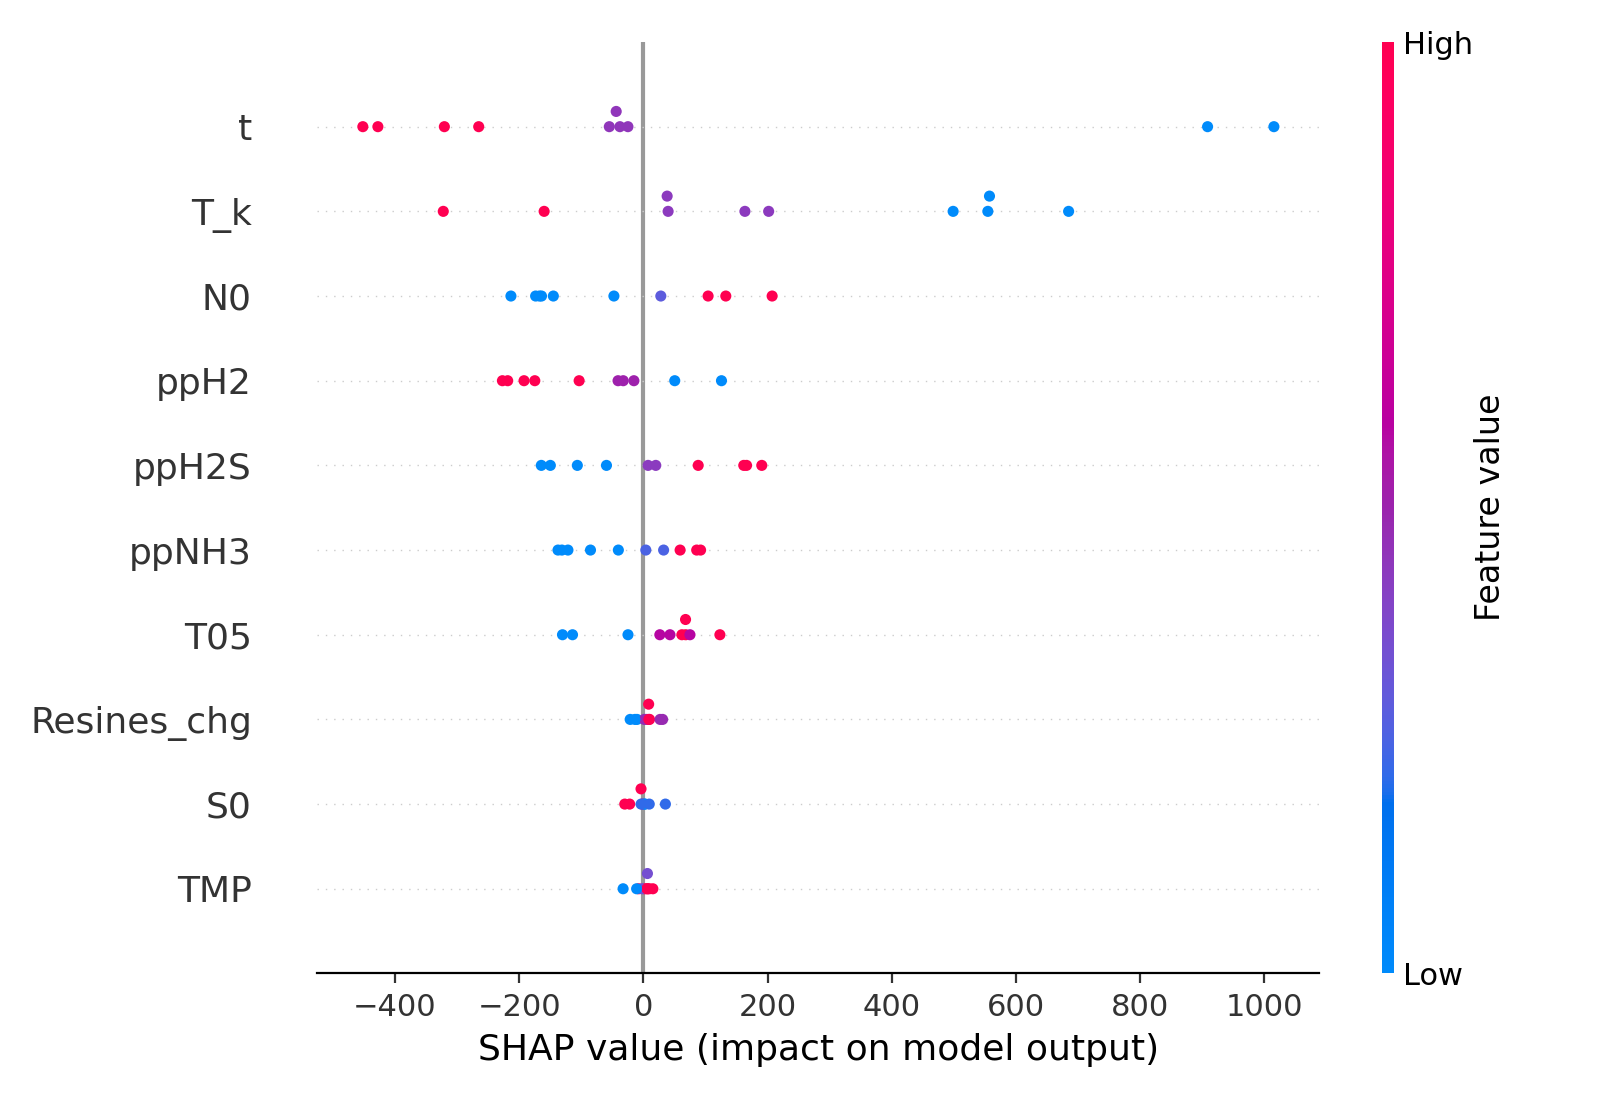 High
t
T_k
N0
ppH2
ppH2S
ppNH3
T05
Resines_chg
S0
TMP
Feature value
Low
−400 −200 0 200 400 600 800 1000
SHAP value (impact on model output)